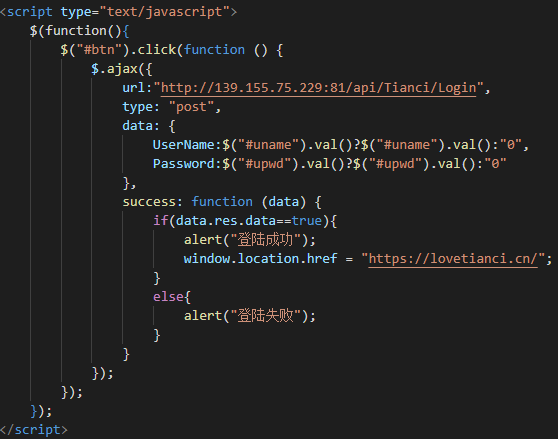 <script type="text/javascript">
    $(function(){
        $("#btn").click(function () {
            $.ajax({
                url:"http://139.155.75.229:81/api/Tianci/Login",
                type: "post",
                data: {
                    UserName:$("#uname").val()?$("#uname").val():"0",
                    Password:$("#upwd").val()?$("#upwd").val():"0"
                },
                success: function (data) {
                    if(data.res.data==true){
                        alert("登陆成功");
                        window.location.href = "https://lovetianci.cn/";
                    }
                    else{
                        alert("登陆失败");
                    }
                }
            });
        });
    });
</script>